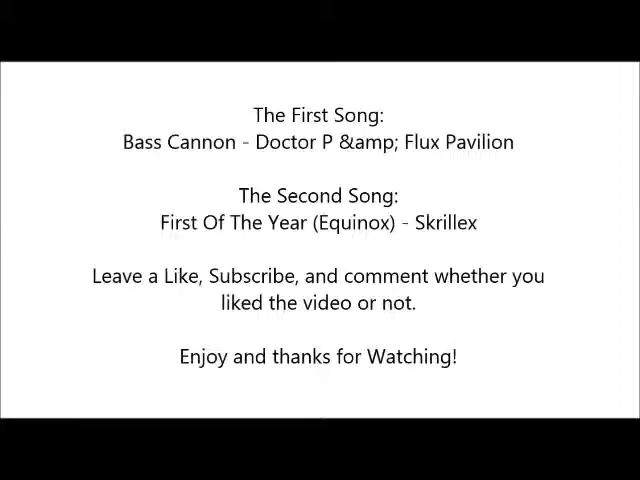 The First Song:
Bass Cannon - Doctor P &amp; Flux Pavilion
The Second Song:
First Of The Year (Equinox) - Skrillex
Leave a Like, Subscribe, and comment whether you
liked the video or not.
Enjoy and thanks for Watching!